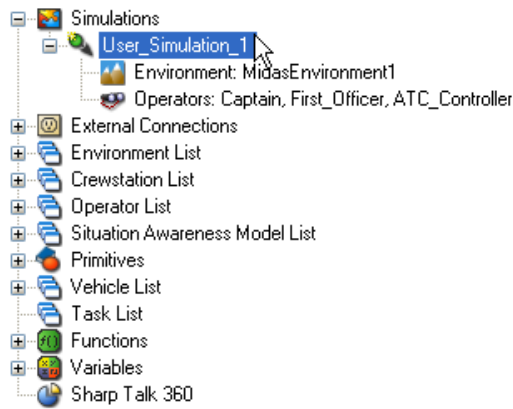 Simulations
User_Simulation_1
Environment: MidasEnvironment1
Operators: Captain, First_Officer, ATC_Controller
External Connections
Environment List
Crewstation List
Operator List
Situation Awareness Model List
Primitives
Vehicle List
Task List
Functions
Variables
Sharp Talk 360